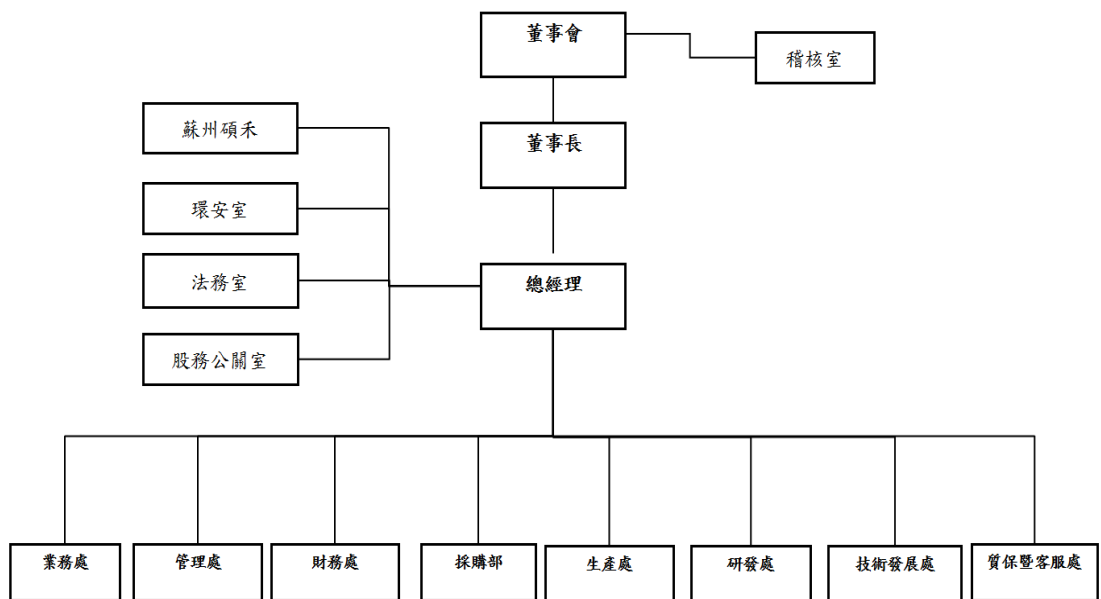 董事會
稽核室
蘇州碩禾
董事長
環安室
法務室
總經理
股務公關室
業務處
管理處
財務處
採購部
生產處
研發處
技術發展處
質保暨客服處